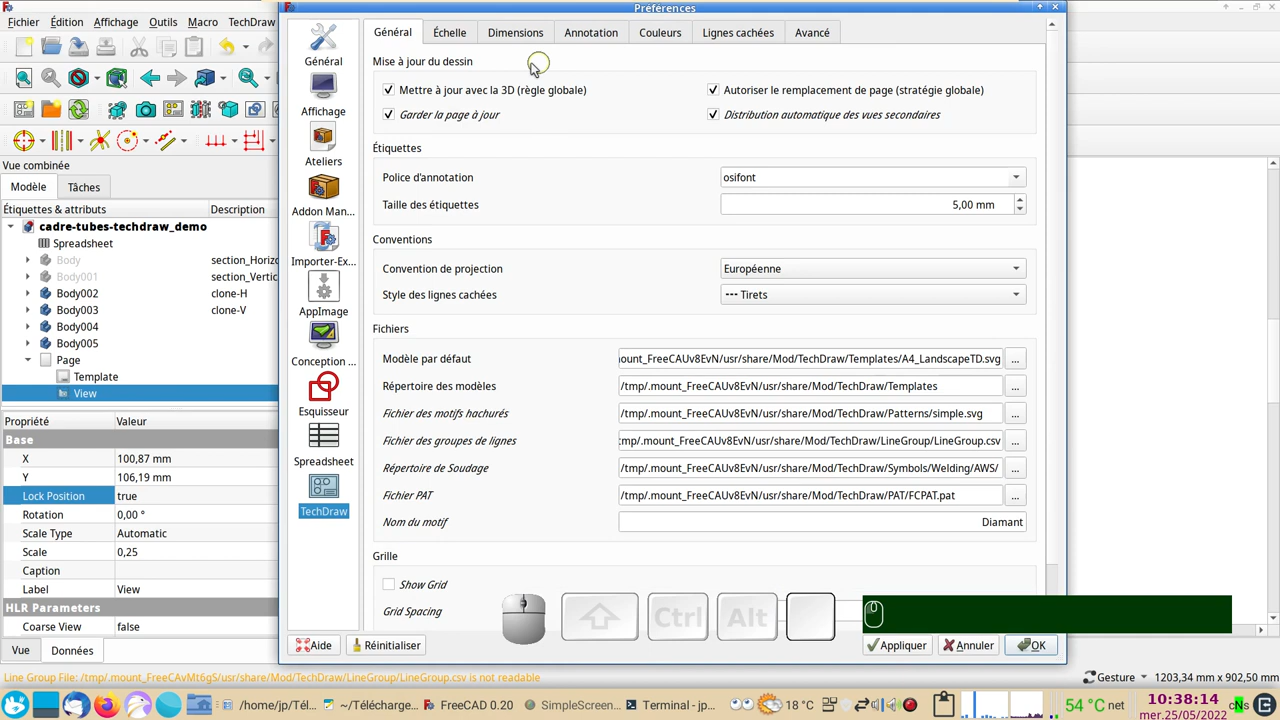 Préférences
Fichier Édition Affichage Outils Macro TechDraw
Général Échelle Dimensions Annotation Couleurs Lignes cachées Avancé
Général
Affichage
Ateliers
Addon Man...
Importer-Ex...
AppImage
Conception ...
Esquisseur
Spreadsheet
TechDraw
Mise à jour du dessin
Mettre à jour avec la 3D (règle globale) Autoriser le remplacement de page (stratégie globale)
Garder la page à jour Distribution automatique des vues secondaires
Étiquettes
Police d'annotation osifont
Taille des étiquettes 5,00 mm
Conventions
Convention de projection Européenne
Style des lignes cachées --- Tirets
Fichiers
Modèle par défaut nount_FreeCAUv8EvN/usr/share/Mod/TechDraw/Templates/A4_LandscapeTD.svg ...
Répertoire des modèles /tmp/.mount_FreeCAUv8EvN/usr/share/Mod/TechDraw/Templates ...
Fichier des motifs hachurés /tmp/.mount_FreeCAUv8EvN/usr/share/Mod/TechDraw/Patterns/simple.svg ...
Fichier des groupes de lignes tmp/.mount_FreeCAUv8EvN/usr/share/Mod/TechDraw/LineGroup/LineGroup.csv ...
Répertoire de Soudage /tmp/.mount_FreeCAUv8EvN/usr/share/Mod/TechDraw/Symbols/Welding/AWS/ ...
Fichier PAT /tmp/.mount_FreeCAUv8EvN/usr/share/Mod/TechDraw/PAT/FCPAT.pat ...
Nom du motif Diamant
Grille
Show Grid
Grid Spacing
Ctrl Alt
Aide Réinitialiser Appliquer Annuler OK
Vue combinée
Modèle Tâches
Étiquettes & attributs Description
cadre-tubes-techdraw_demo
Spreadsheet
Body section_Horizo
Body001 section_Vertic
Body002 clone-H
Body003 clone-V
Body004
Body005
Page
Template
View
Propriété Valeur
Base
X 100,87 mm
Y 106,19 mm
Lock Position true
Rotation 0,00 °
Scale Type Automatic
Scale 0,25
Caption
Label View
HLR Parameters
Coarse View false
Vue Données
Line Group File: /tmp/.mount_FreeCAvMt6gS/usr/share/Mod/TechDraw/LineGroup/LineGroup.csv is not readable
Gesture 1203,34 mm x 902,50 mm
/home/jp/Tél... ~/Télécharge... FreeCAD 0.20 SimpleScreen... Terminal - jp... 18 °C 54 °C net 10:38:14 cNs
mer.25/05/2022